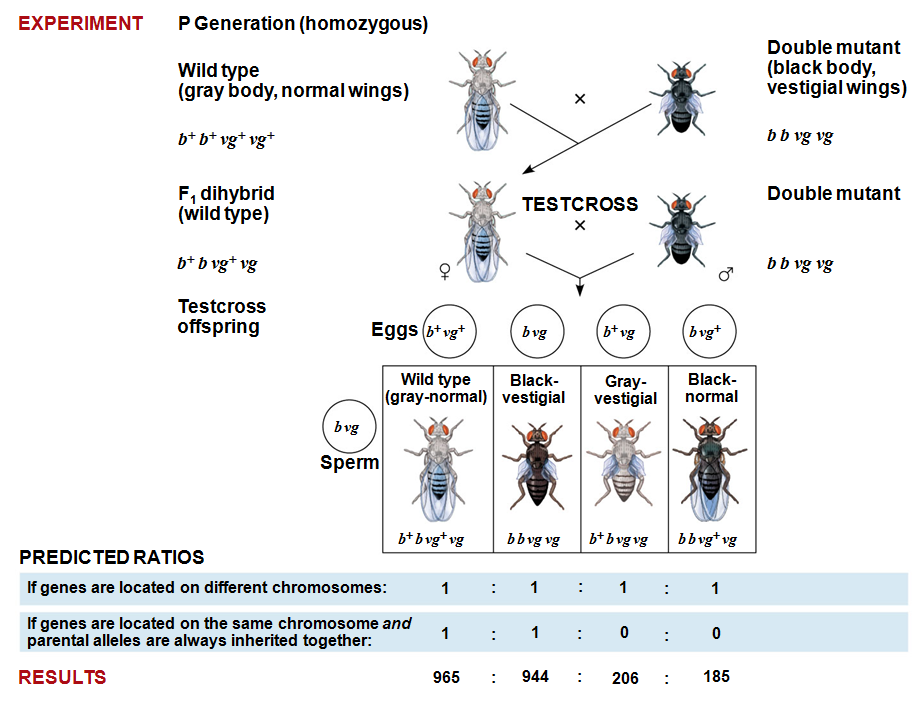 EXPERIMENT P Generation (homozygous)
Wild type
(gray body, normal wings)
b+ b+ vg+ vg+
×
Double mutant
(black body,
vestigial wings)
b b vg vg
F1 dihybrid
(wild type)
b+ b vg+ vg
♀
TESTCROSS
×
♂
Double mutant
b b vg vg
Testcross
offspring
Eggs b+ vg+ b vg b+ vg b vg+
Wild type
(gray-normal)
Black-
vestigial
Gray-
vestigial
Black-
normal
b vg
Sperm
b+ b vg+ vg b b vg vg b+ b vg vg b b vg+ vg
PREDICTED RATIOS
If genes are located on different chromosomes: 1 : 1 : 1 : 1
If genes are located on the same chromosome and
parental alleles are always inherited together: 1 : 1 : 0 : 0
RESULTS 965 : 944 : 206 : 185